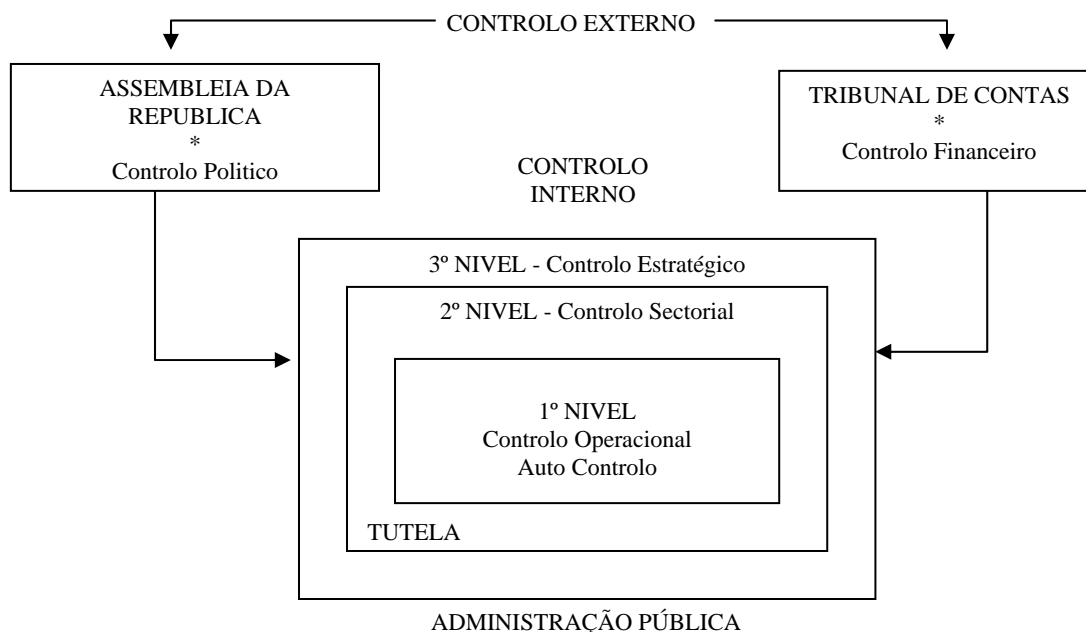 CONTROLO EXTERNO
ASSEMBLEIA DA
REPUBLICA
*
Controlo Politico
TRIBUNAL DE CONTAS
*
Controlo Financeiro
CONTROLO
INTERNO
3º NIVEL - Controlo Estratégico
2º NIVEL - Controlo Sectorial
1º NIVEL
Controlo Operacional
Auto Controlo
TUTELA
ADMINISTRAÇÃO PÚBLICA